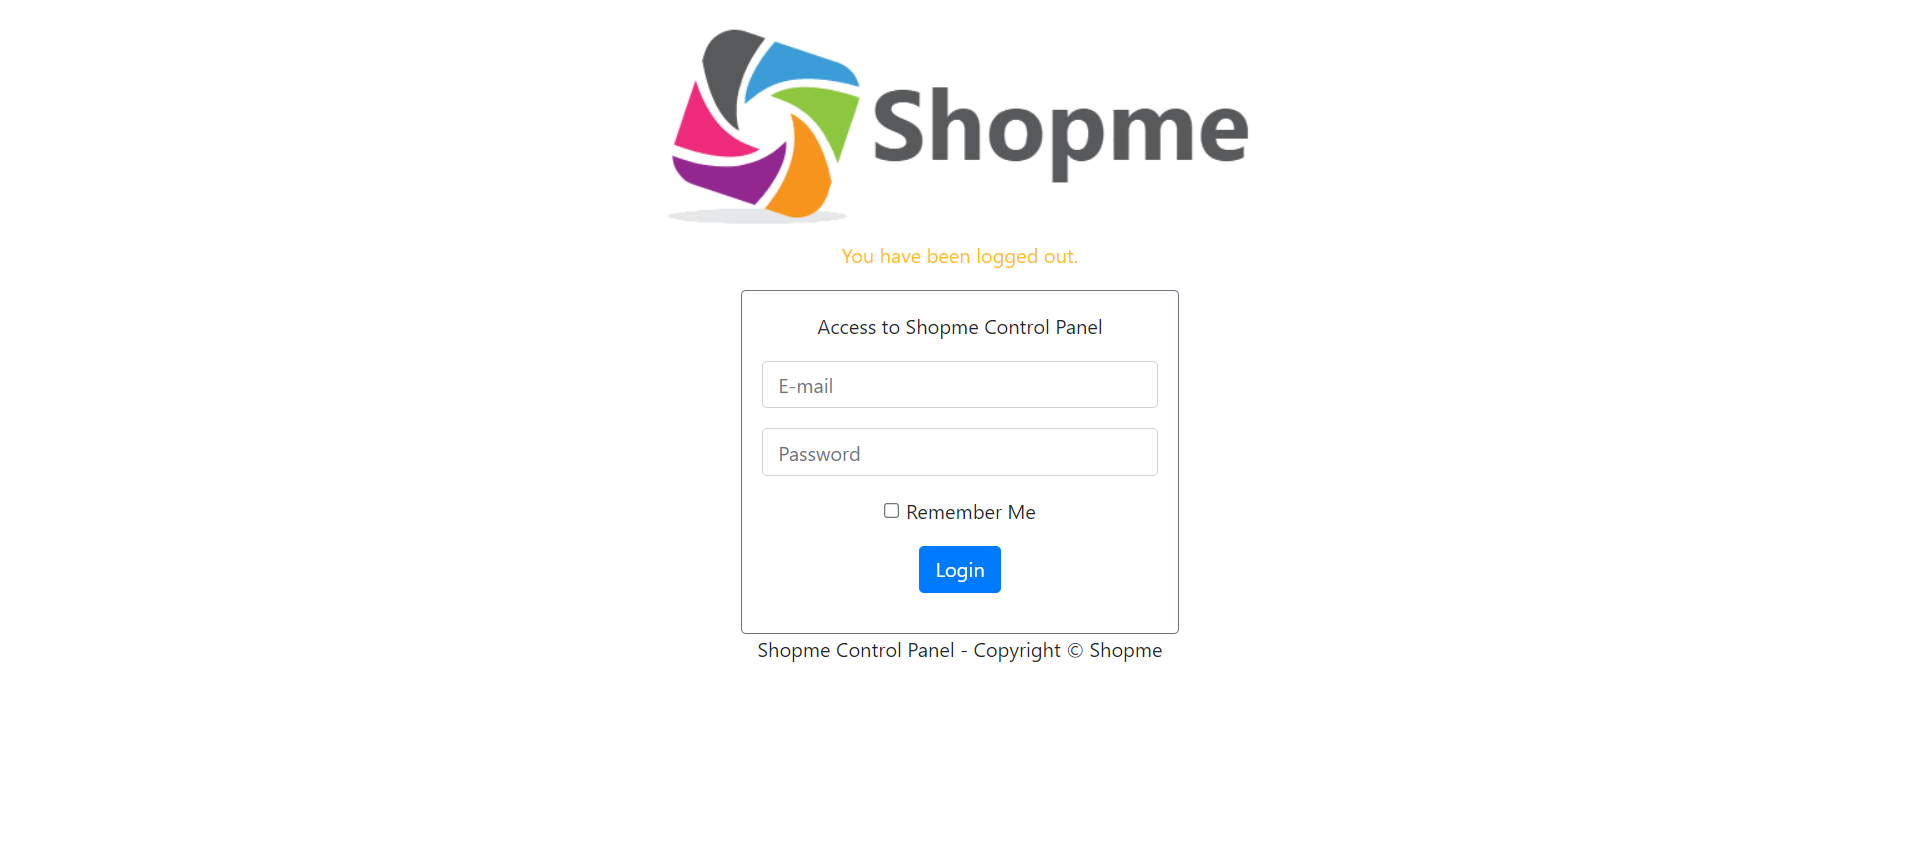 Shopme
You have been logged out.
Access to Shopme Control Panel
E-mail
Password
Remember Me
Login
Shopme Control Panel - Copyright © Shopme